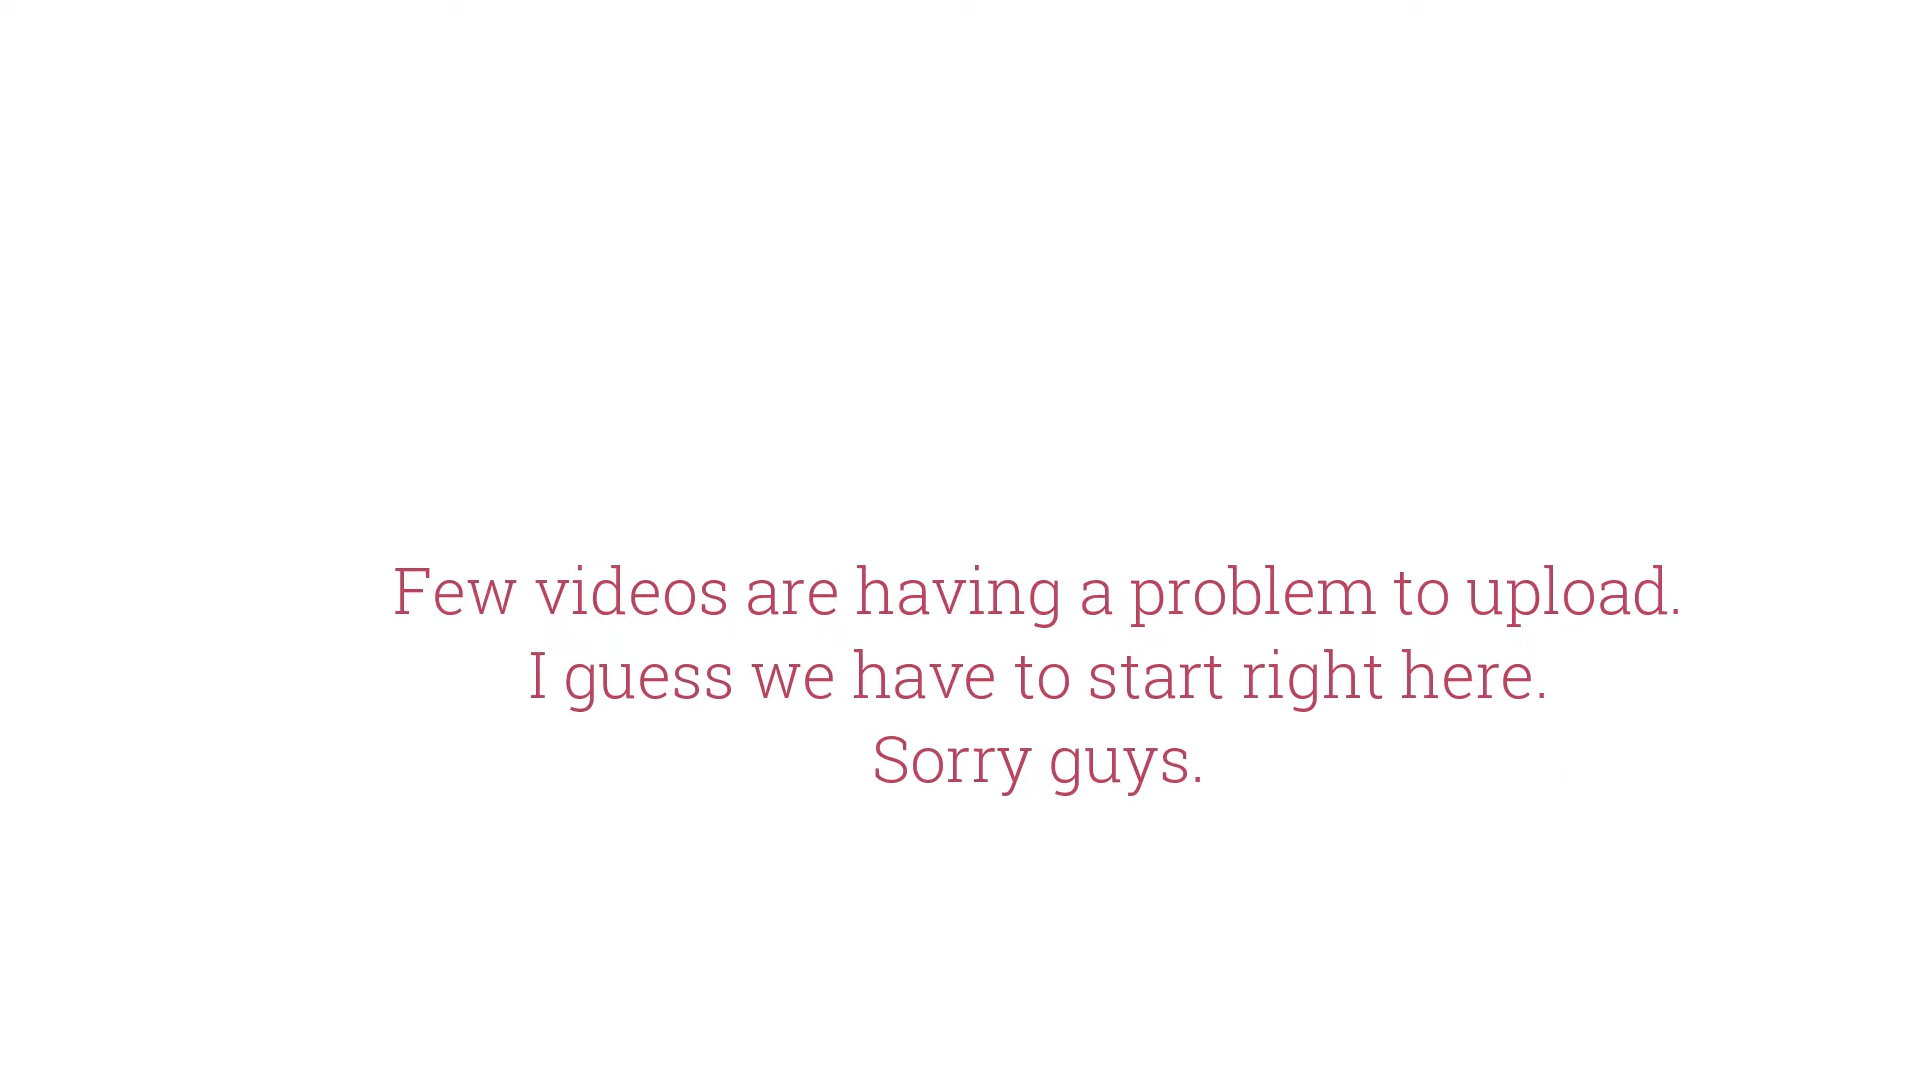 Few videos are having a problem to upload.
I guess we have to start right here.
Sorry guys.